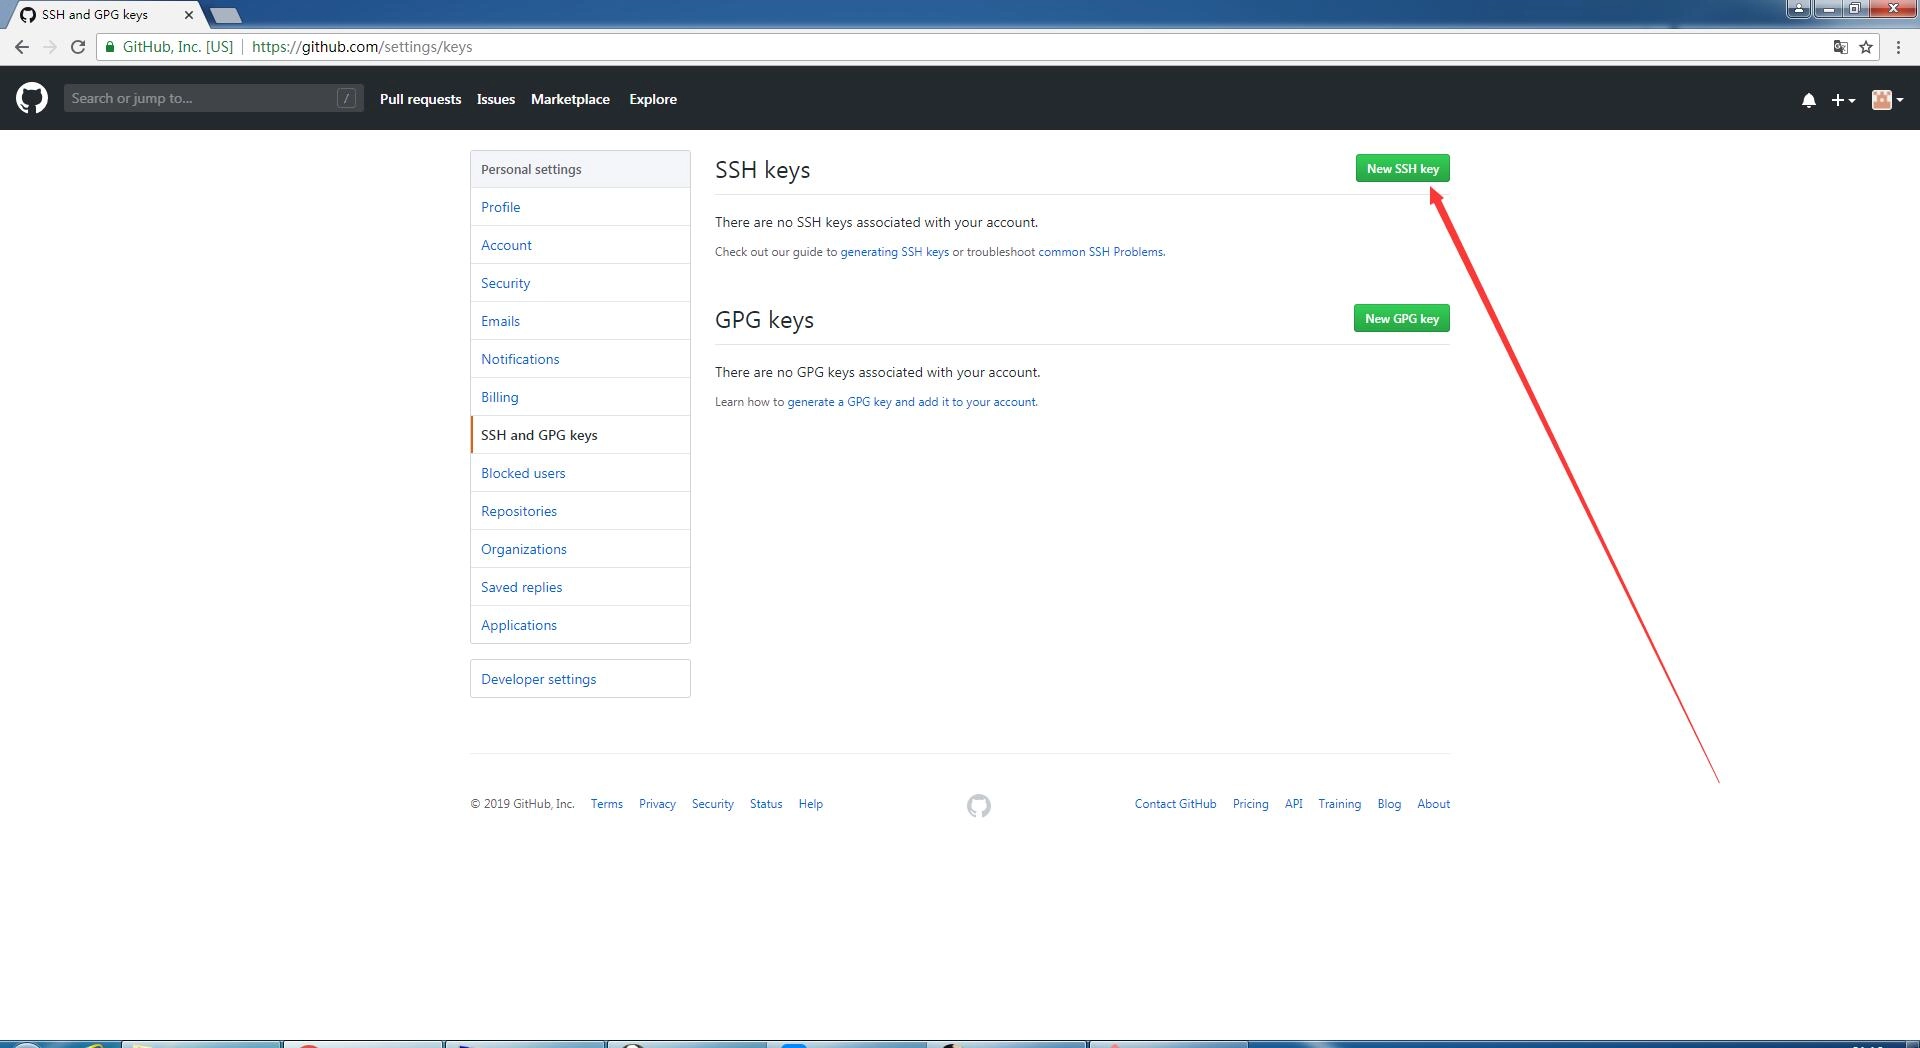 SSH and GPG keys
GitHub, Inc. [US] | https://github.com/settings/keys
Search or jump to... /
Pull requests Issues Marketplace Explore
Personal settings
Profile
Account
Security
Emails
Notifications
Billing
SSH and GPG keys
Blocked users
Repositories
Organizations
Saved replies
Applications
Developer settings
SSH keys
New SSH key
There are no SSH keys associated with your account.
Check out our guide to generating SSH keys or troubleshoot common SSH Problems.
GPG keys
New GPG key
There are no GPG keys associated with your account.
Learn how to generate a GPG key and add it to your account.
© 2019 GitHub, Inc. Terms Privacy Security Status Help
Contact GitHub Pricing API Training Blog About